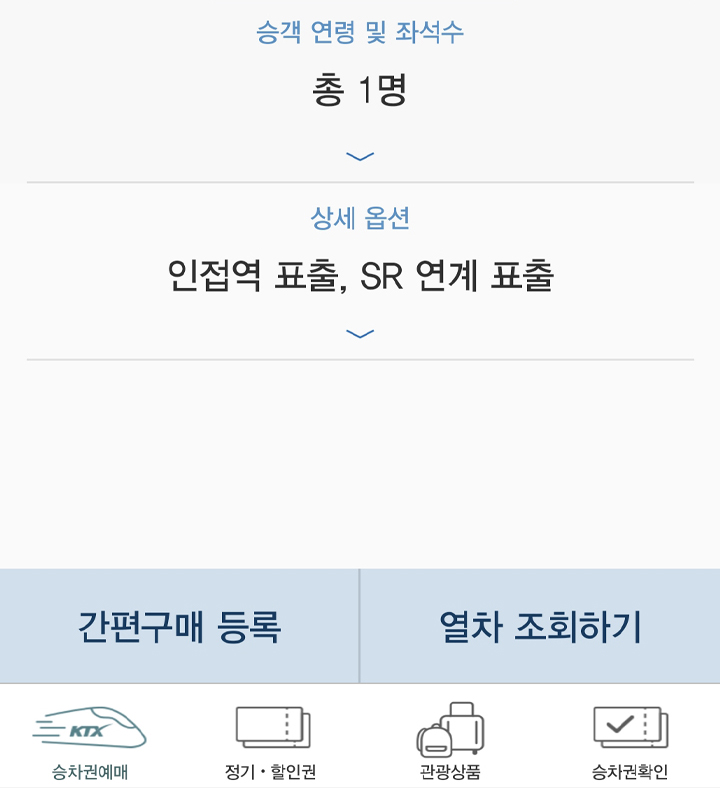 승객 연령 및 좌석수
총 1명
상세 옵션
인접역 표출, SR 연계 표출
간편구매 등록
열차 조회하기
KTX
승차권예매
정기·할인권
관광상품
승차권확인